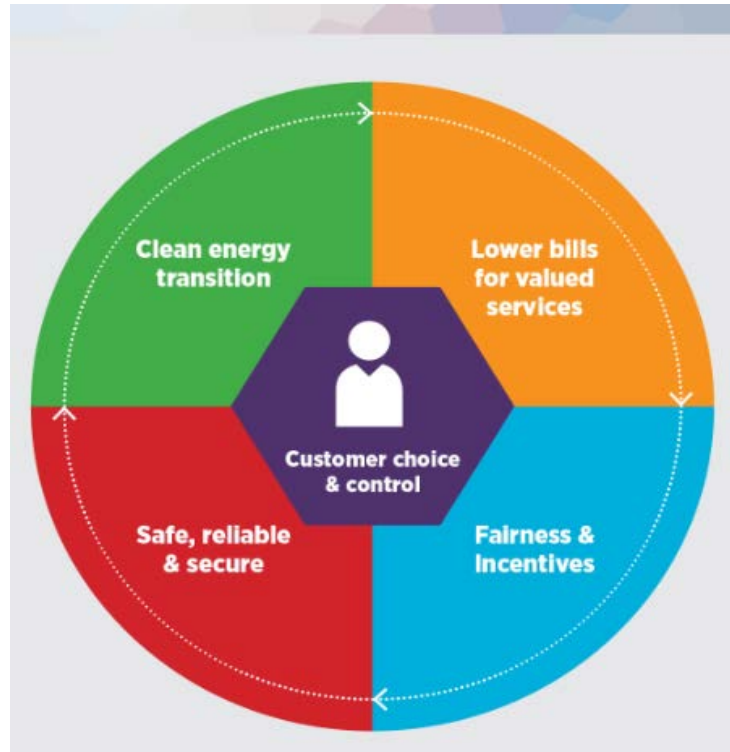 Clean energy
transition
Lower bills
for valued
services
Customer choice
& control
Safe, reliable
& secure
Fairness &
Incentives